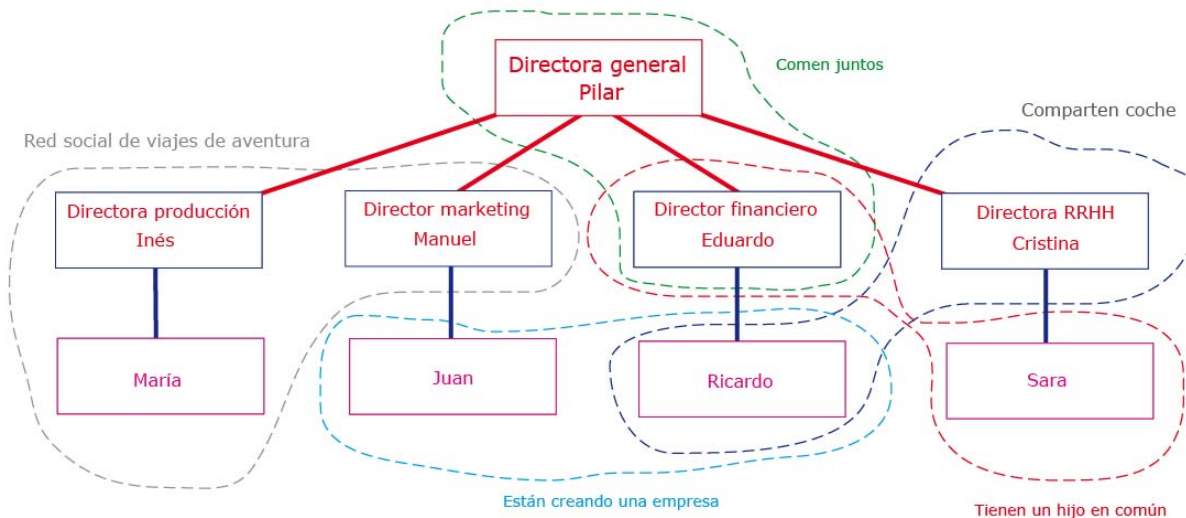 Directora general
Pilar
Comen juntos
Comparten coche
Red social de viajes de aventura
Directora producción
Inés
Director marketing
Manuel
Director financiero
Eduardo
Directora RRHH
Cristina
María
Juan
Ricardo
Sara
Están creando una empresa
Tienen un hijo en común